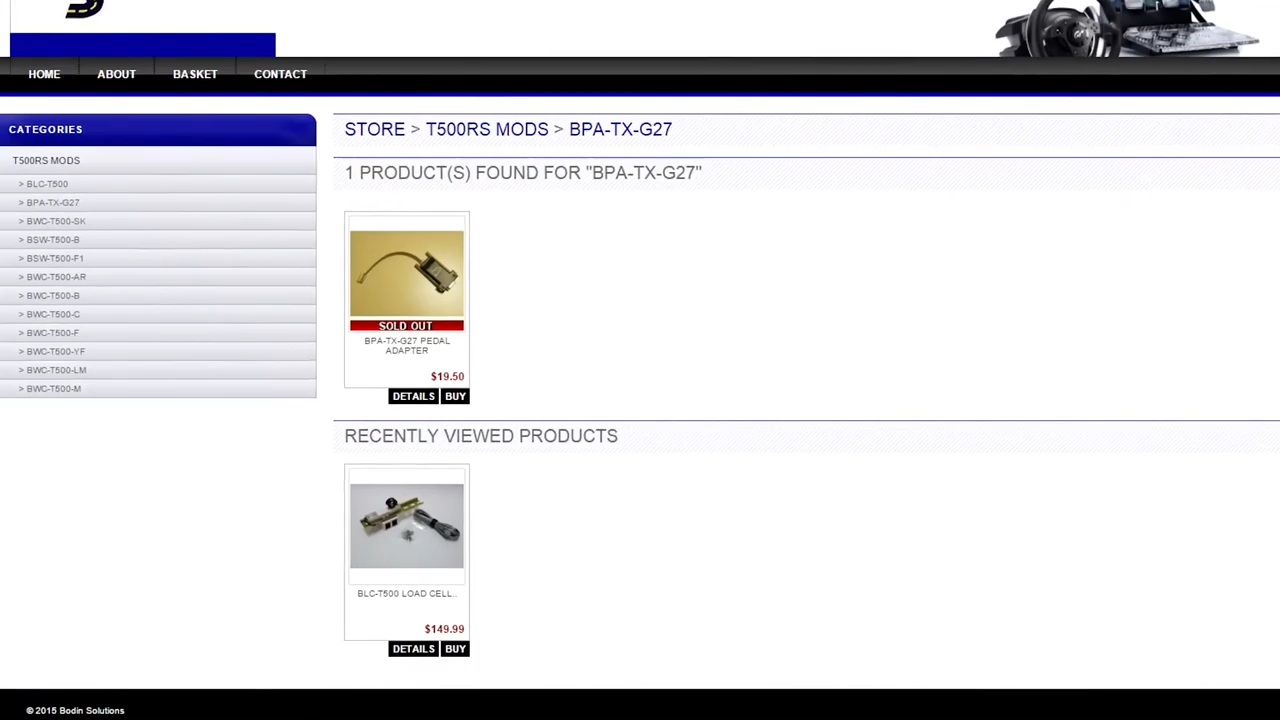 HOME
ABOUT
BASKET
CONTACT
CATEGORIES
T500RS MODS
> BLC-T500
> BPA-TX-G27
> BWC-T500-SK
> BSW-T500-B
> BSW-T500-F1
> BWC-T500-AR
> BWC-T500-B
> BWC-T500-C
> BWC-T500-F
> BWC-T500-YF
> BWC-T500-LM
> BWC-T500-M
STORE > T500RS MODS > BPA-TX-G27
1 PRODUCT(S) FOUND FOR "BPA-TX-G27"
SOLD OUT
BPA-TX-G27 PEDAL
ADAPTER
$19.50
DETAILS BUY
RECENTLY VIEWED PRODUCTS
BLC-T500 LOAD CELL..
$149.99
DETAILS BUY
© 2015 Bodin Solutions